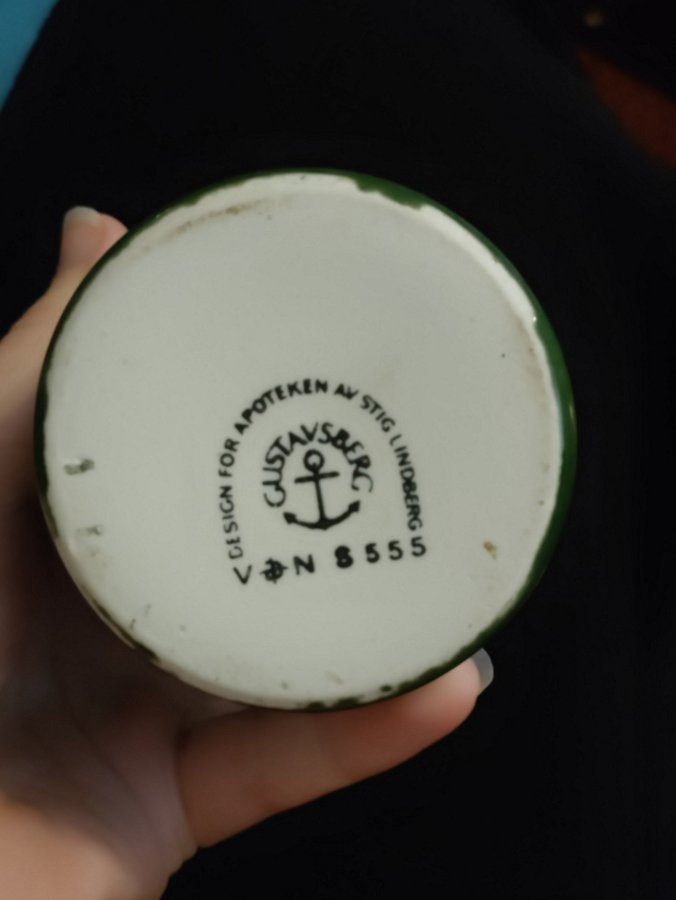 DESIGN FOR APOTEKEN AV STIG LINDBERG
GUSTAVSBERG
N 8555